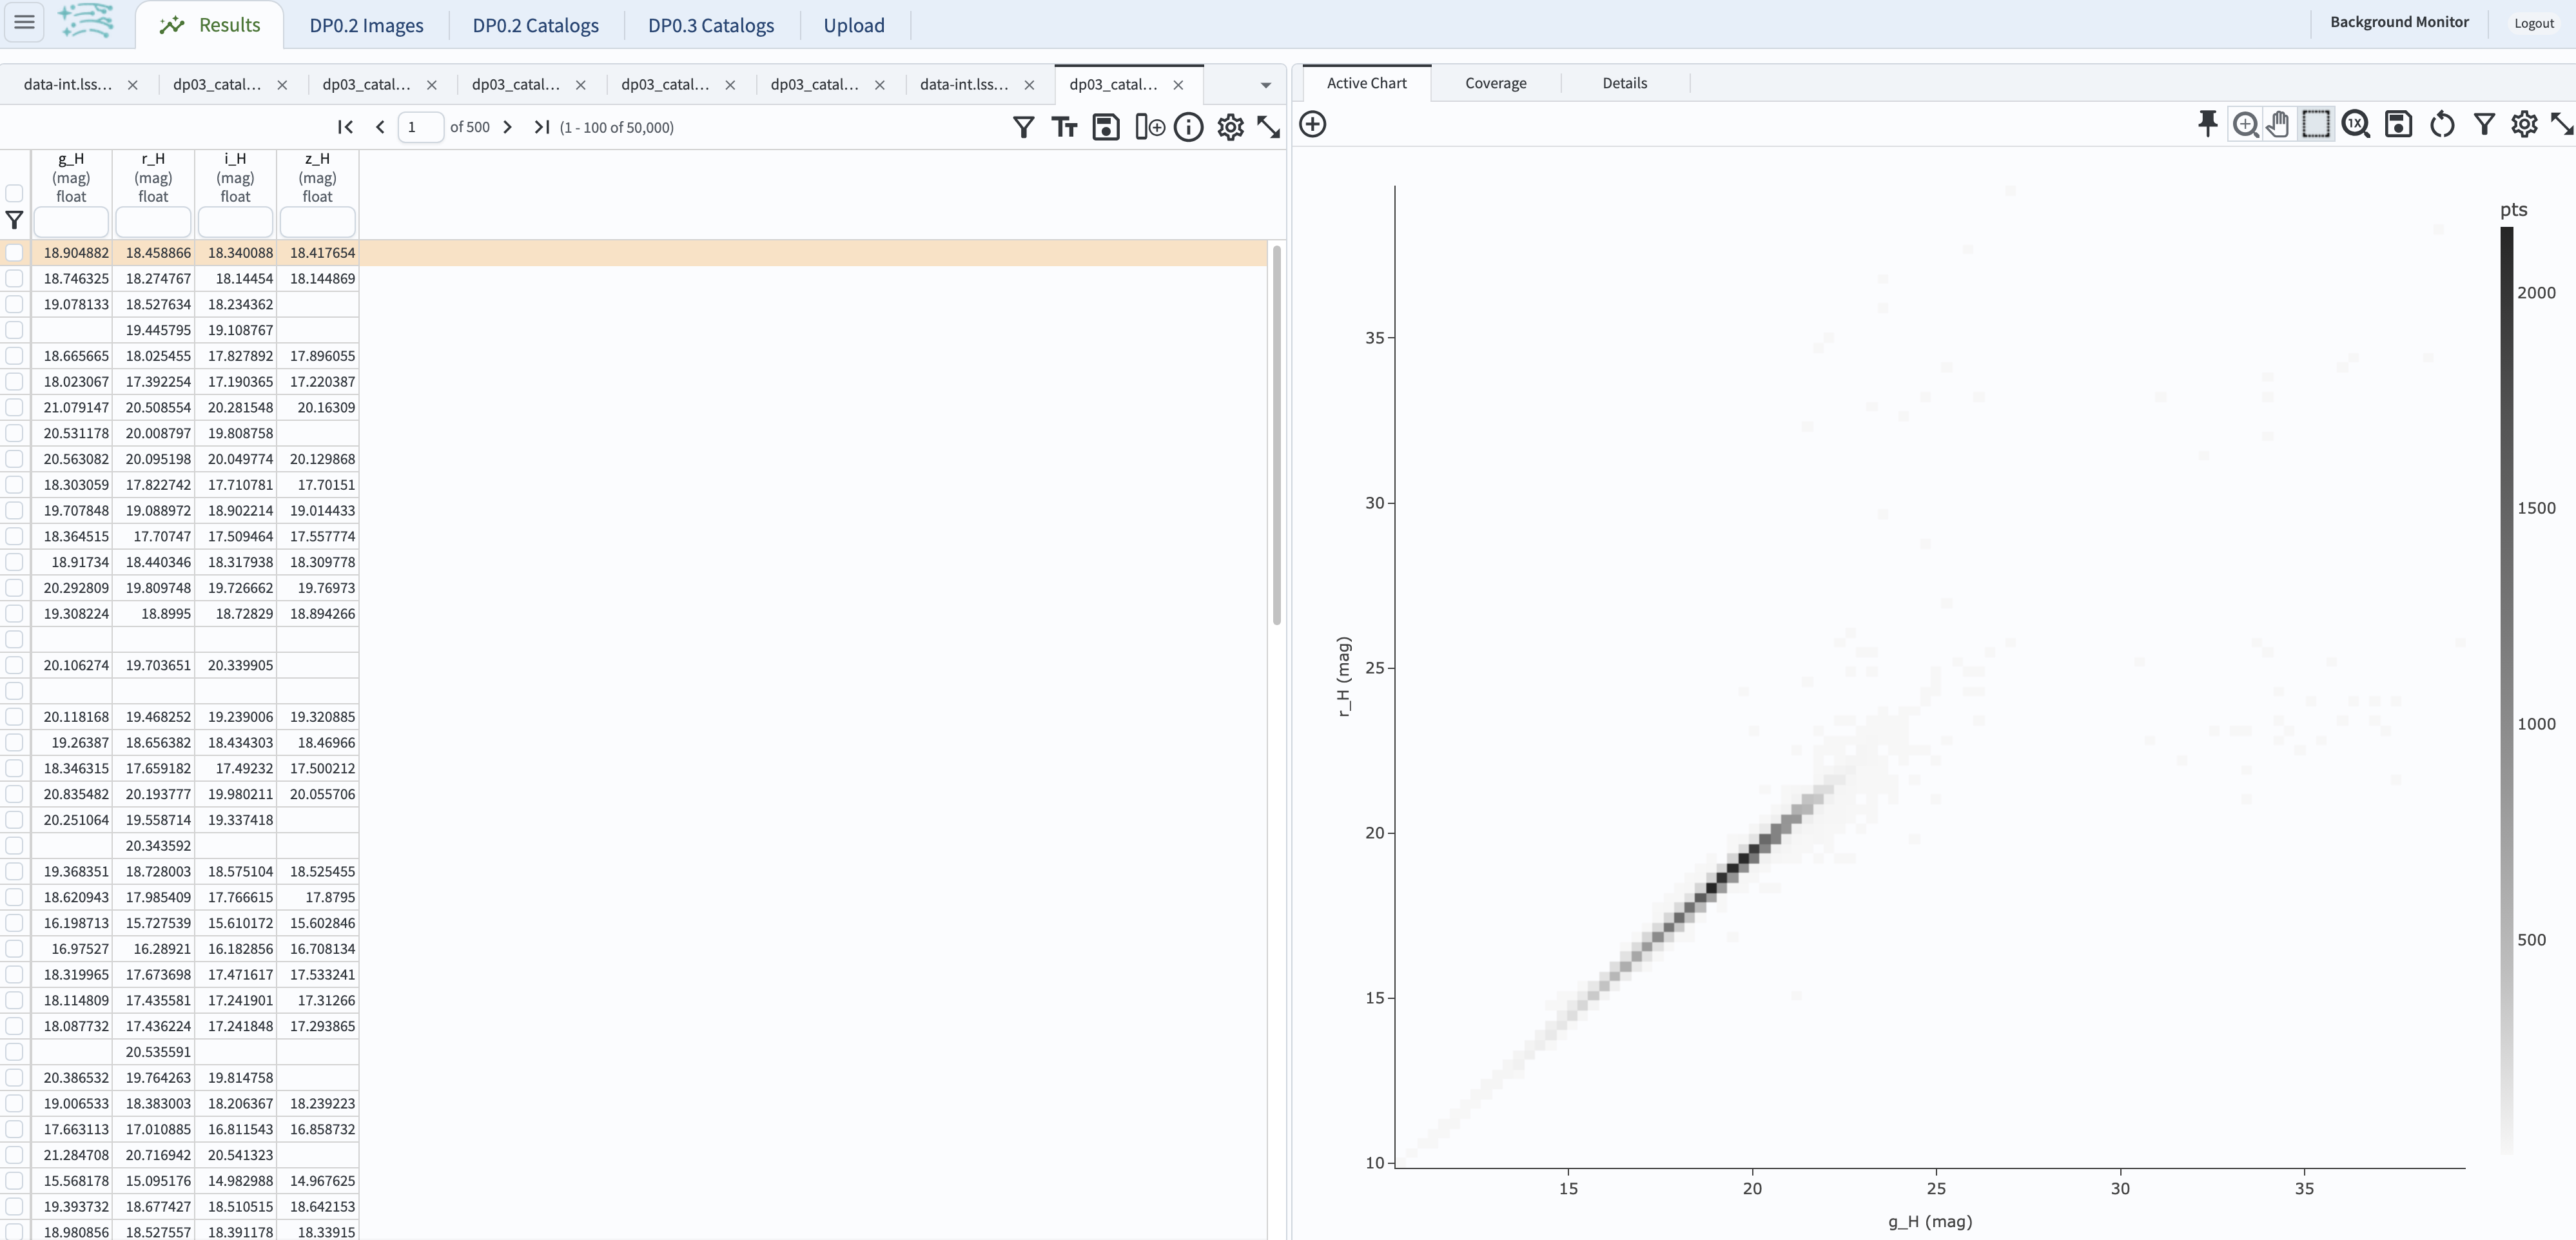 Results DP0.2 Images DP0.2 Catalogs DP0.3 Catalogs Upload Background Monitor Logout
data-int.lss... dp03_catal... dp03_catal... dp03_catal... dp03_catal... dp03_catal... data-int.lss... dp03_catal...
1 of 500 (1 - 100 of 50,000)
g_H r_H i_H z_H
(mag) (mag) (mag) (mag)
float float float float
18.904882 18.458866 18.340088 18.417654
18.746325 18.274767 18.14454 18.144869
19.078133 18.527634 18.234362
19.445795 19.108767
18.665665 18.025455 17.827892 17.896055
18.023067 17.392254 17.190365 17.220387
21.079147 20.508554 20.281548 20.16309
20.531178 20.008797 19.808758
20.563082 20.095198 20.049774 20.129868
18.303059 17.822742 17.710781 17.70151
19.707848 19.088972 18.902214 19.014433
18.364515 17.70747 17.509464 17.557774
18.91734 18.440346 18.317938 18.309778
20.292809 19.809748 19.726662 19.76973
19.308224 18.8995 18.72829 18.894266
20.106274 19.703651 20.339905
20.118168 19.468252 19.239006 19.320885
19.26387 18.656382 18.434303 18.46966
18.346315 17.659182 17.49232 17.500212
20.835482 20.193777 19.980211 20.055706
20.251064 19.558714 19.337418
20.343592
19.368351 18.728003 18.575104 18.525455
18.620943 17.985409 17.766615 17.8795
16.198713 15.727539 15.610172 15.602846
16.97527 16.28921 16.182856 16.708134
18.319965 17.673698 17.471617 17.533241
18.114809 17.435581 17.241901 17.31266
18.087732 17.436224 17.241848 17.293865
20.535591
20.386532 19.764263 19.814758
19.006533 18.383003 18.206367 18.239223
17.663113 17.010885 16.811543 16.858732
21.284708 20.716942 20.541323
15.568178 15.095176 14.982988 14.967625
19.393732 18.677427 18.510515 18.642153
18.980856 18.527557 18.391178 18.33915
Active Chart Coverage Details
1X
pts
2000
1500
1000
500
r_H (mag)
35
30
25
20
15
10
15 20 25 30 35
g_H (mag)